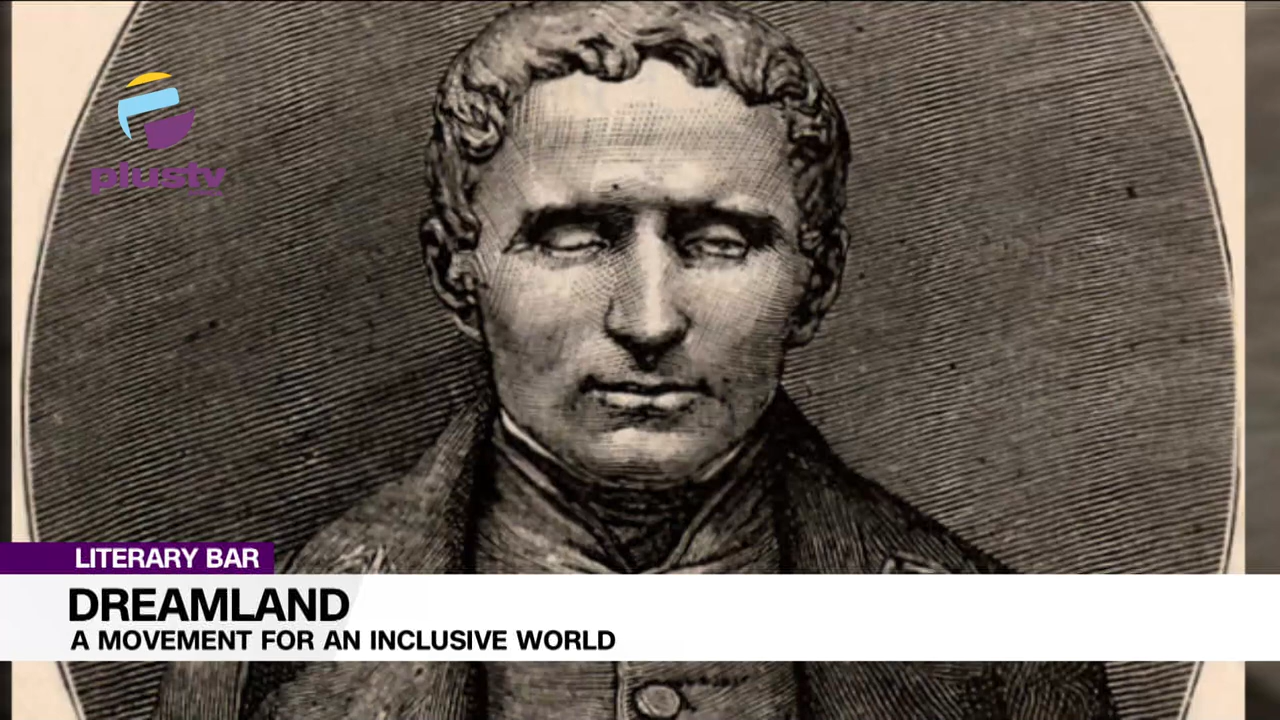 plustv
LITERARY BAR
DREAMLAND
A MOVEMENT FOR AN INCLUSIVE WORLD